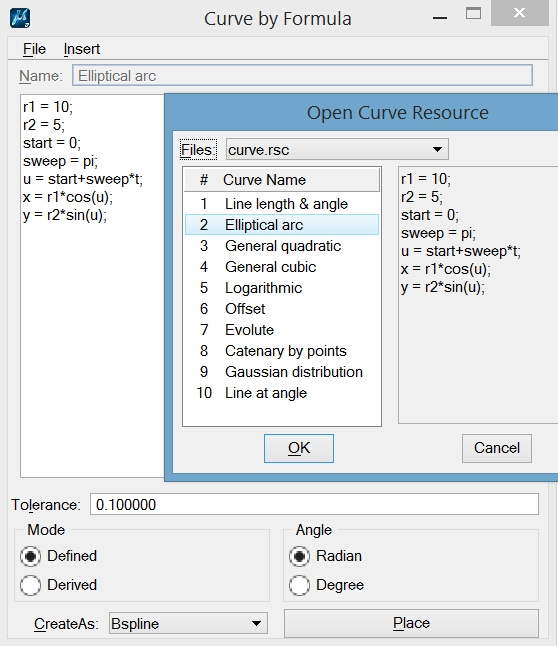 Curve by Formula
File Insert
Name: Elliptical arc
r1 = 10;
r2 = 5;
start = 0;
sweep = pi;
u = start+sweep*t;
x = r1*cos(u);
y = r2*sin(u);
Open Curve Resource
Files: curve.rsc
# Curve Name
1 Line length & angle
2 Elliptical arc
3 General quadratic
4 General cubic
5 Logarithmic
6 Offset
7 Evolute
8 Catenary by points
9 Gaussian distribution
10 Line at angle
r1 = 10;
r2 = 5;
start = 0;
sweep = pi;
u = start+sweep*t;
x = r1*cos(u);
y = r2*sin(u);
OK Cancel
Tolerance: 0.100000
Mode
Defined
Derived
Angle
Radian
Degree
CreateAs: Bspline
Place